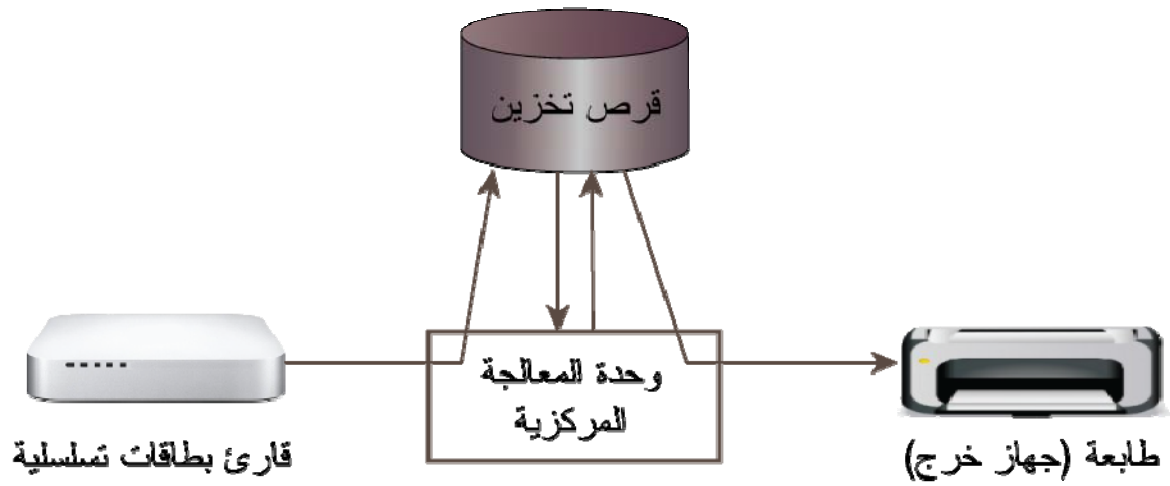 قرص تخزين
وحدة المعالجة
المركزية
قارئ بطاقات تسلسلية
طابعة (جهاز خرج)